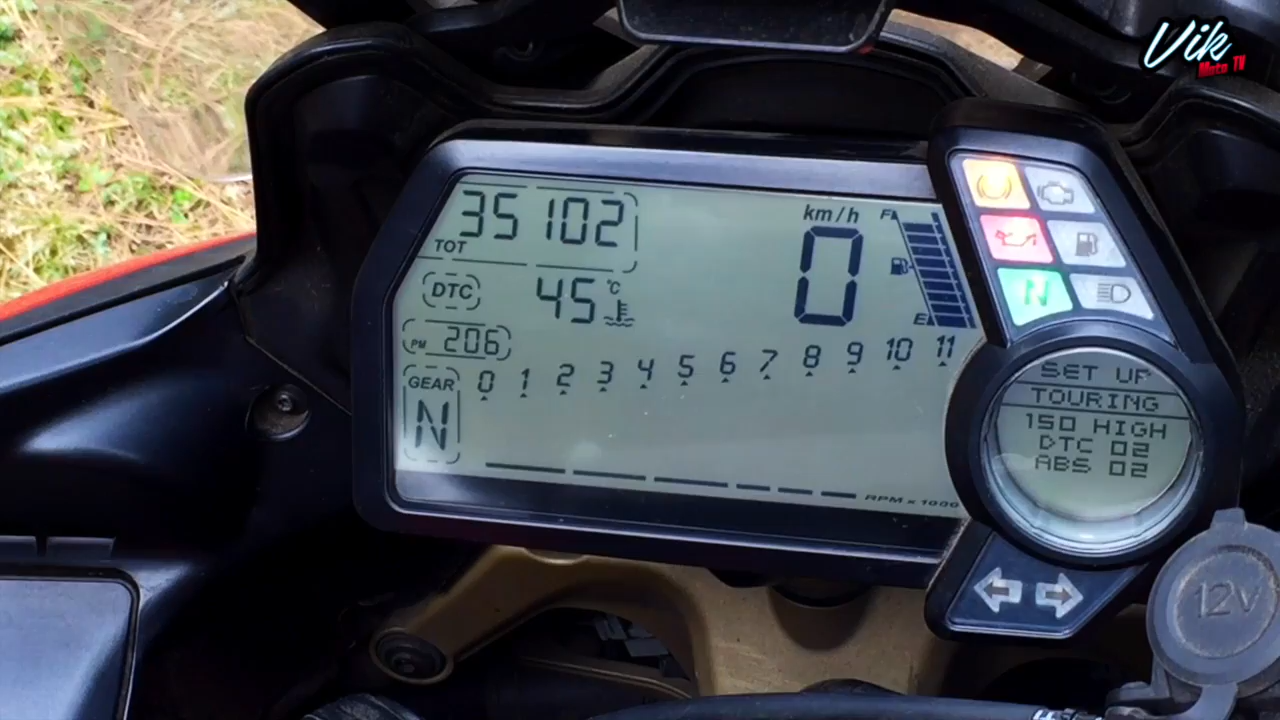 Vik
Moto TV
35102
TOT
km/h
0
F
E
DTC
45 °C
PM 206
GEAR
N
0 1 2 3 4 5 6 7 8 9 10 11
RPM x 1000
N
SET UP
TOURING
150 HIGH
DTC 02
ABS 02
12V